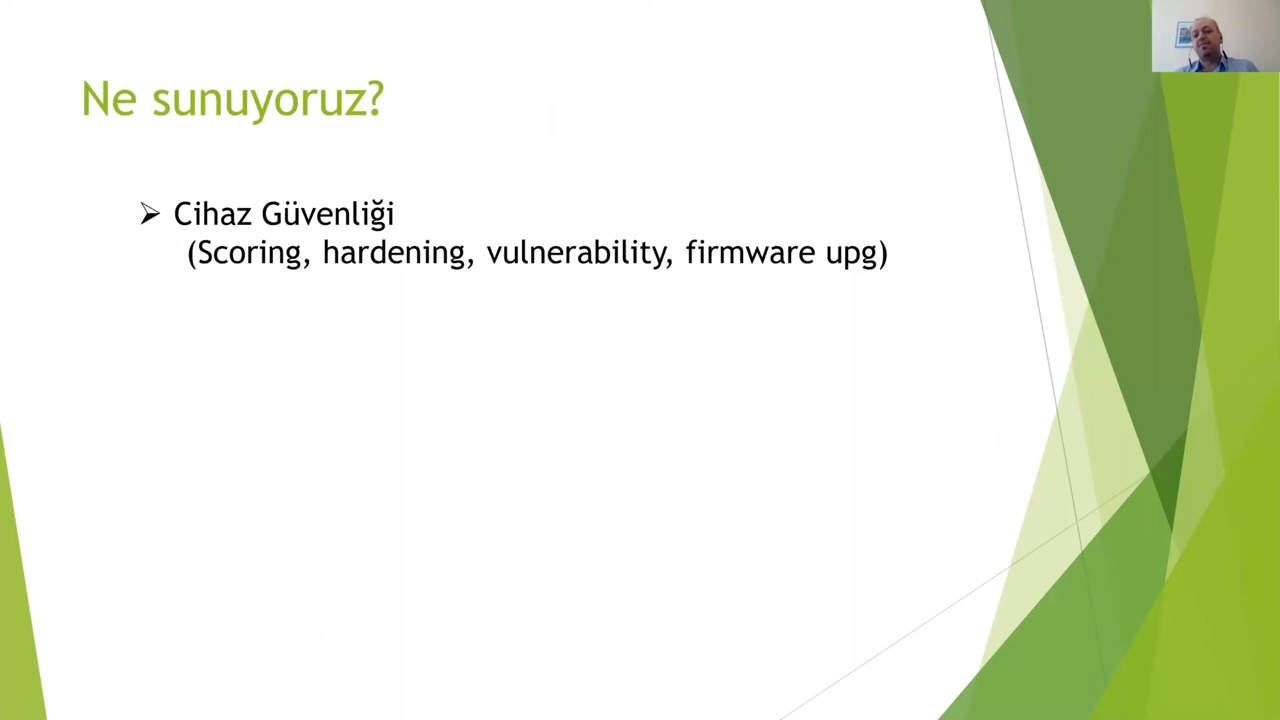 Ne sunuyoruz?
➢ Cihaz Güvenliği
(Scoring, hardening, vulnerability, firmware upg)